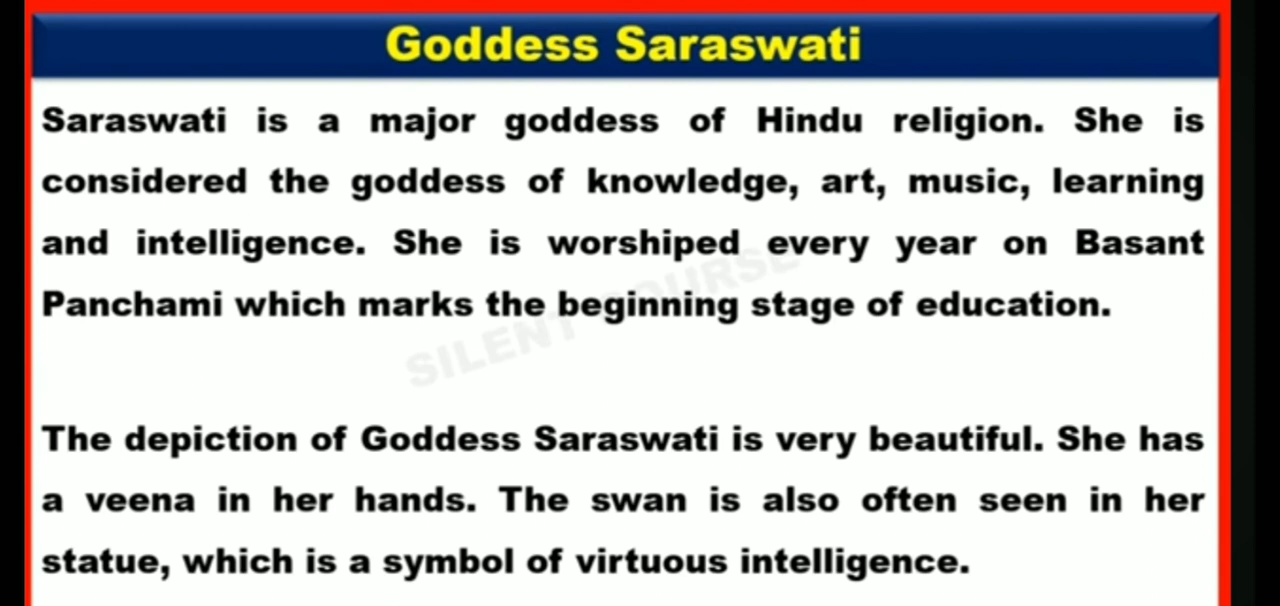 Goddess Saraswati
Saraswati is a major goddess of Hindu religion. She is
considered the goddess of knowledge, art, music, learning
and intelligence. She is worshiped every year on Basant
Panchami which marks the beginning stage of education.
SILENT COURSE
The depiction of Goddess Saraswati is very beautiful. She has
a veena in her hands. The swan is also often seen in her
statue, which is a symbol of virtuous intelligence.